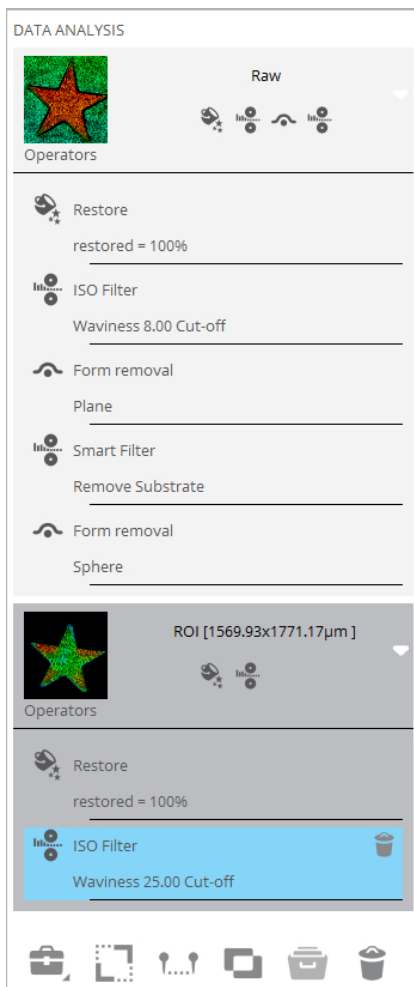 DATA ANALYSIS
Raw
Operators
Restore
restored = 100%
ISO Filter
Waviness 8.00 Cut-off
Form removal
Plane
Smart Filter
Remove Substrate
Form removal
Sphere
ROI [1569.93x1771.17µm ]
Operators
Restore
restored = 100%
ISO Filter
Waviness 25.00 Cut-off